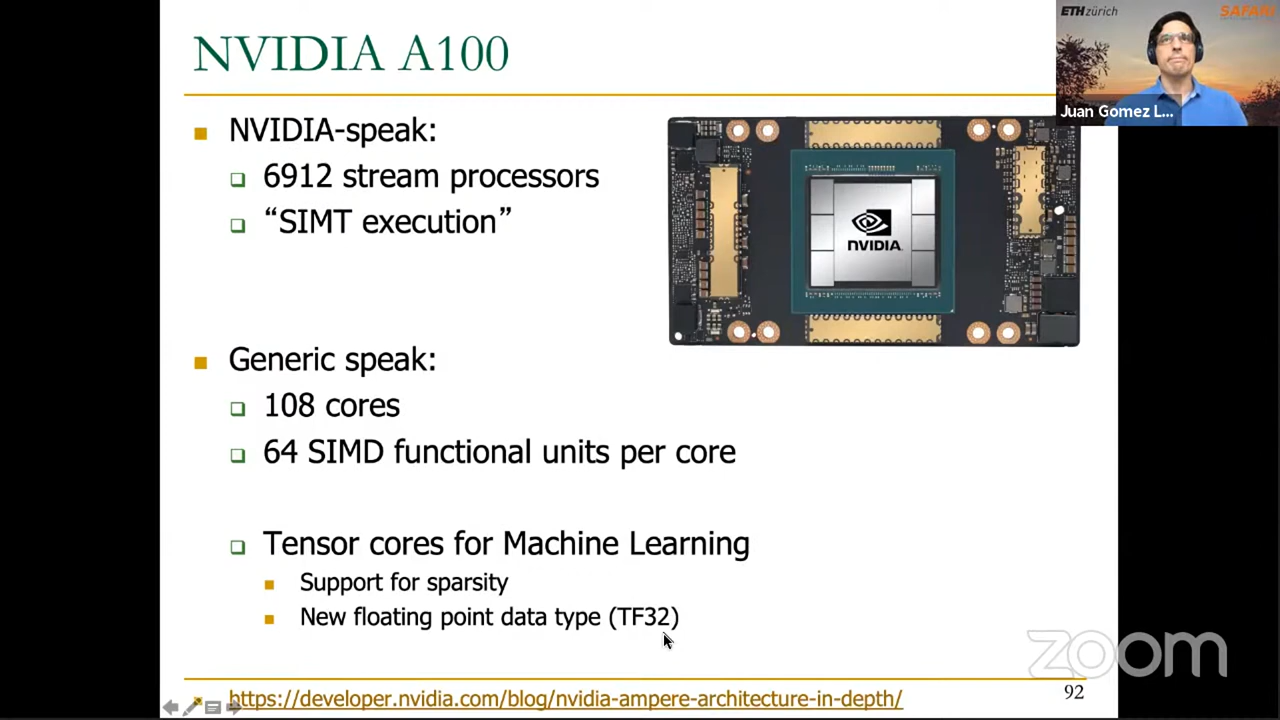 NVIDIA A100
ETH zürich
SAFARI
Juan Gomez L...
NVIDIA-speak:
6912 stream processors
“SIMT execution”
NVIDIA
Generic speak:
108 cores
64 SIMD functional units per core
Tensor cores for Machine Learning
Support for sparsity
New floating point data type (TF32)
zoom
https://developer.nvidia.com/blog/nvidia-ampere-architecture-in-depth/
92